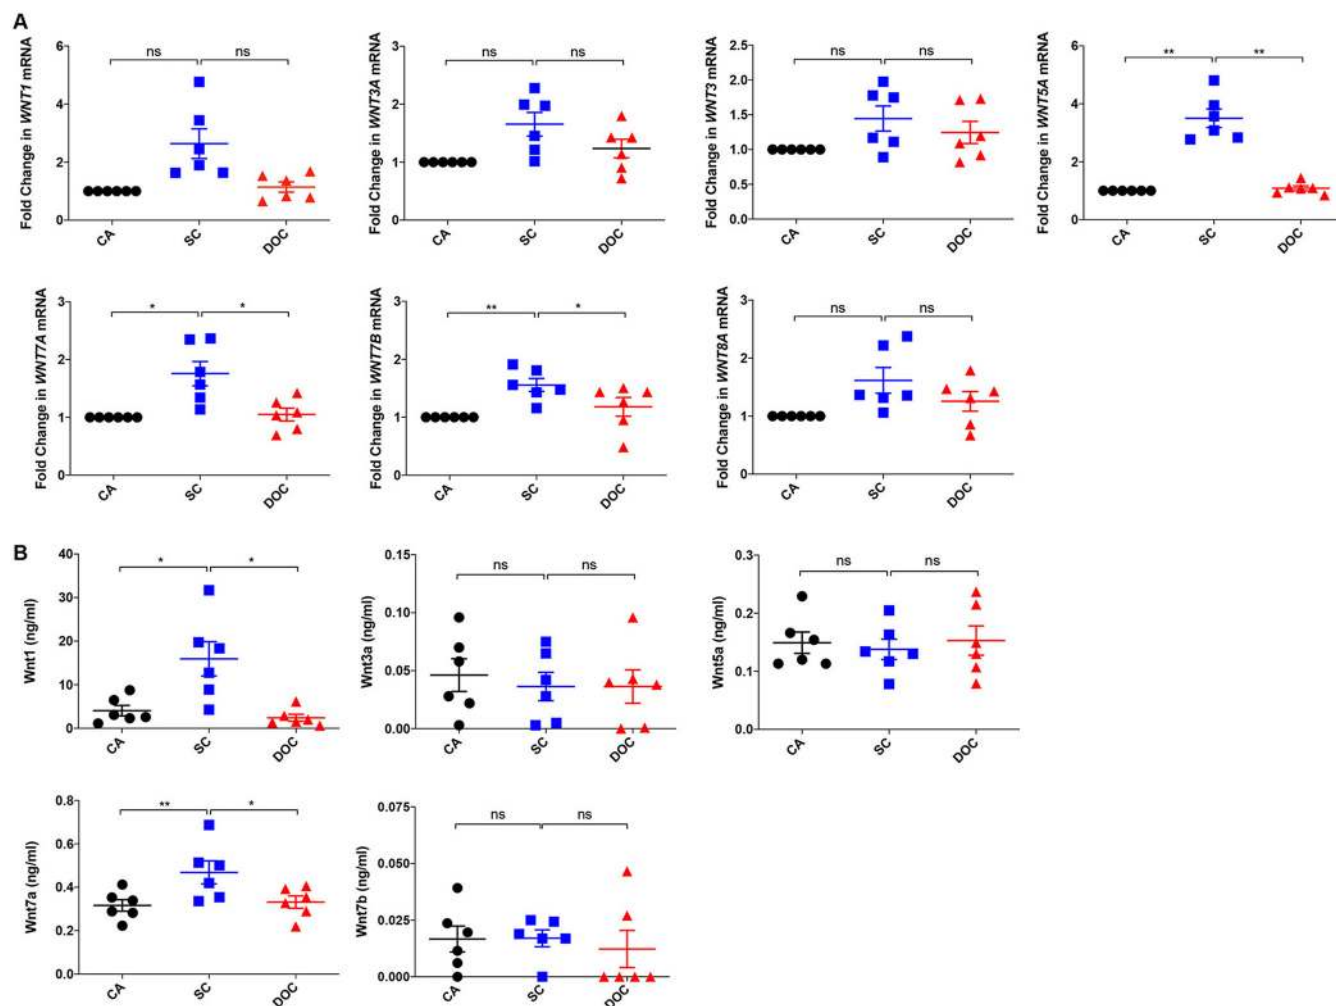 A
Fold Change in WNT1 mRNA
6
4
2
0
ns
ns
CA
SC
DOC
Fold Change in WNT3A mRNA
3
2
1
0
ns
ns
CA
SC
DOC
Fold Change in WNT3 mRNA
2.5
2.0
1.5
1.0
0.5
0.0
ns
ns
CA
SC
DOC
Fold Change in WNT5A mRNA
6
4
2
0
**
**
CA
SC
DOC
Fold Change in WNT7A mRNA
3
2
1
0
*
*
CA
SC
DOC
Fold Change in WNT7B mRNA
3
2
1
0
**
*
CA
SC
DOC
Fold Change in WNT8A mRNA
3
2
1
0
ns
ns
CA
SC
DOC
B
Wnt1 (ng/ml)
40
30
20
10
0
*
*
CA
SC
DOC
Wnt3a (ng/ml)
0.15
0.10
0.05
0.00
ns
ns
CA
SC
DOC
Wnt5a (ng/ml)
0.3
0.2
0.1
0.0
ns
ns
CA
SC
DOC
Wnt7a (ng/ml)
0.8
0.6
0.4
0.2
0.0
**
*
CA
SC
DOC
Wnt7b (ng/ml)
0.075
0.050
0.025
0.000
ns
ns
CA
SC
DOC